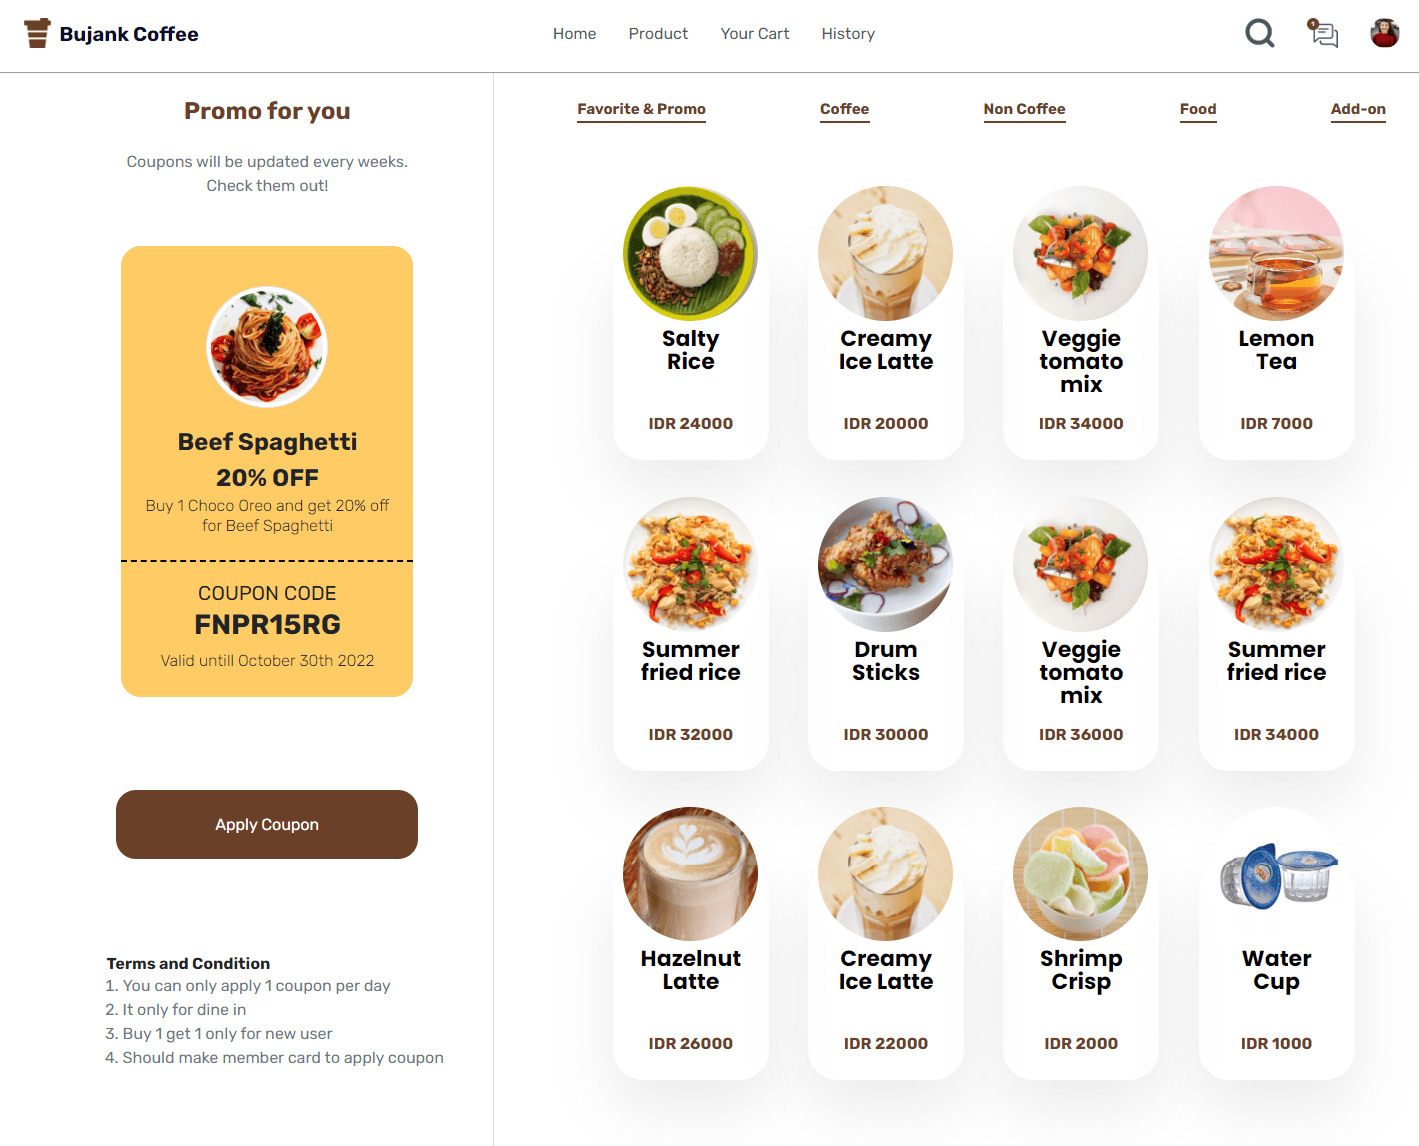 Bujank Coffee
Home Product Your Cart History
1
Promo for you
Coupons will be updated every weeks.
Check them out!
Beef Spaghetti
20% OFF
Buy 1 Choco Oreo and get 20% off
for Beef Spaghetti
COUPON CODE
FNPR15RG
Valid untill October 30th 2022
Apply Coupon
Terms and Condition
1. You can only apply 1 coupon per day
2. It only for dine in
3. Buy 1 get 1 only for new user
4. Should make member card to apply coupon
Favorite & Promo Coffee Non Coffee Food Add-on
Salty
Rice
IDR 24000
Creamy
Ice Latte
IDR 20000
Veggie
tomato
mix
IDR 34000
Lemon
Tea
IDR 7000
Summer
fried rice
IDR 32000
Drum
Sticks
IDR 30000
Veggie
tomato
mix
IDR 36000
Summer
fried rice
IDR 34000
Hazelnut
Latte
IDR 26000
Creamy
Ice Latte
IDR 22000
Shrimp
Crisp
IDR 2000
Water
Cup
IDR 1000